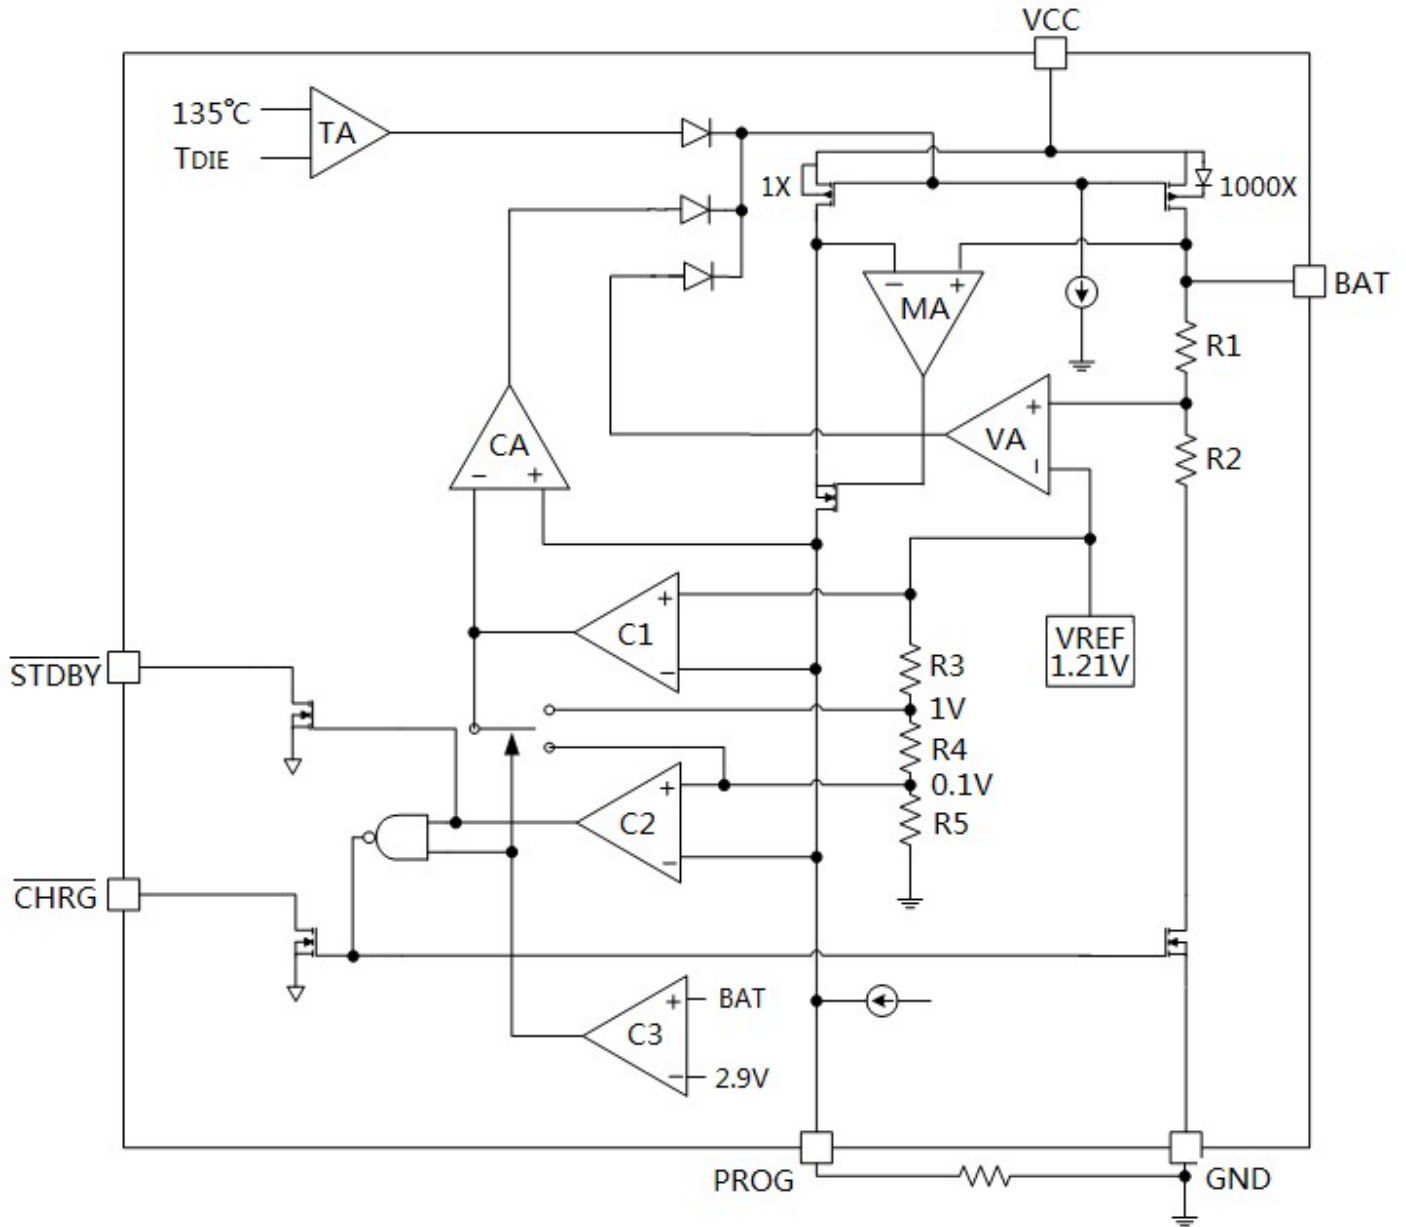 VCC
135℃
TA
TDIE
1X
1000X
− +
MA
BAT
R1
+
VA
−
R2
CA
− +
+
C1
−
VREF
1.21V
STDBY
R3
1V
R4
0.1V
R5
+
C2
−
CHRG
+
BAT
C3
−
2.9V
PROG
GND